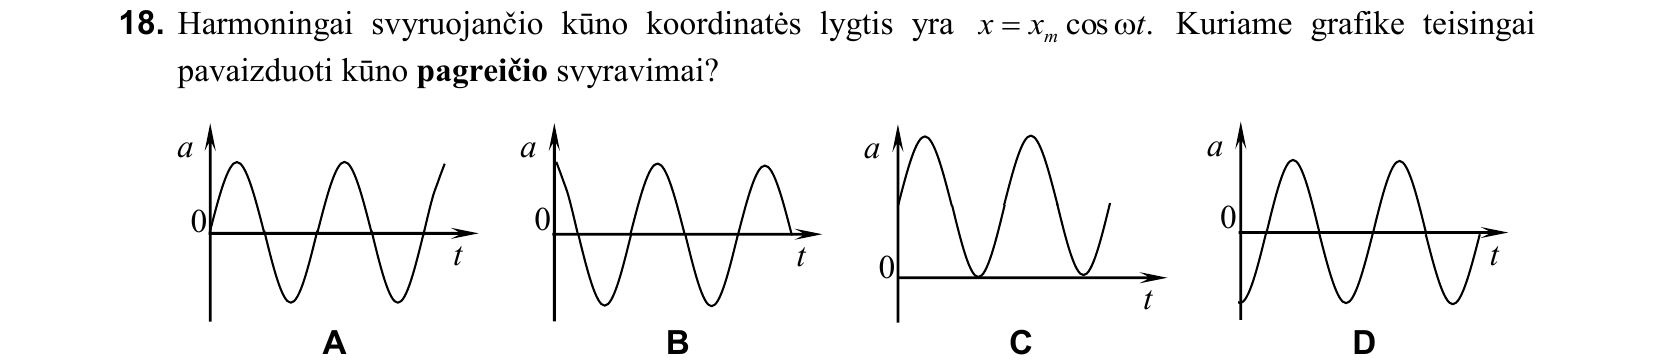 18. Harmoningai svyruojančio kūno koordinatės lygtis yra x = xₘ cos ωt. Kuriame grafike teisingai
pavaizduoti kūno pagreičio svyravimai?
a 0 t
a 0 t
a 0 t
a 0 t
A B C D